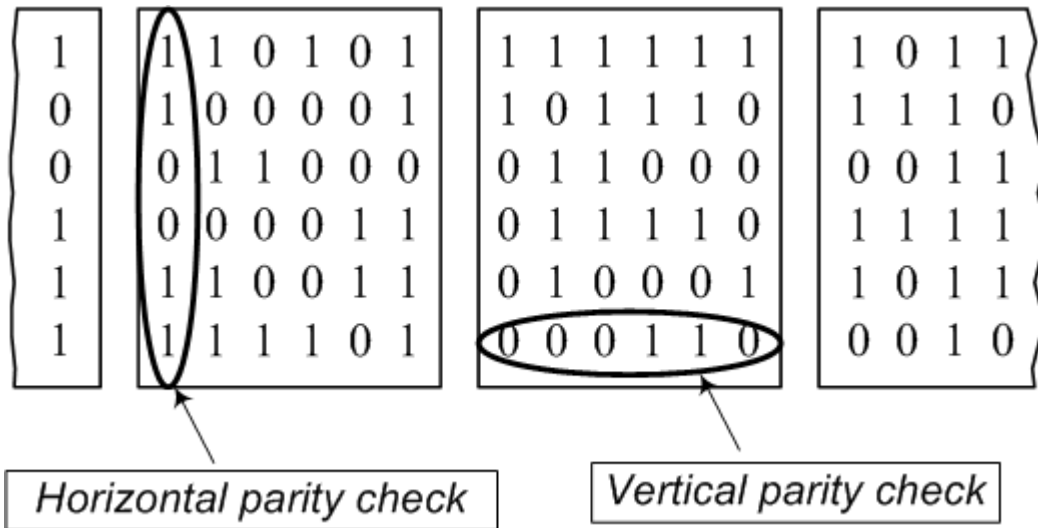 1 1 1 0 1 0 1 1 1 1 1 1 1 1 0 1 1
0 1 0 0 0 0 1 1 0 1 1 1 0 1 1 1 0
0 0 1 1 0 0 0 0 1 1 0 0 0 0 0 1 1
1 0 0 0 0 1 1 0 1 1 1 1 0 1 1 1 1
1 1 1 0 0 1 1 0 1 0 0 0 1 1 0 1 1
1 1 1 1 1 0 1 0 0 0 1 1 0 0 0 1 0
Horizontal parity check
Vertical parity check